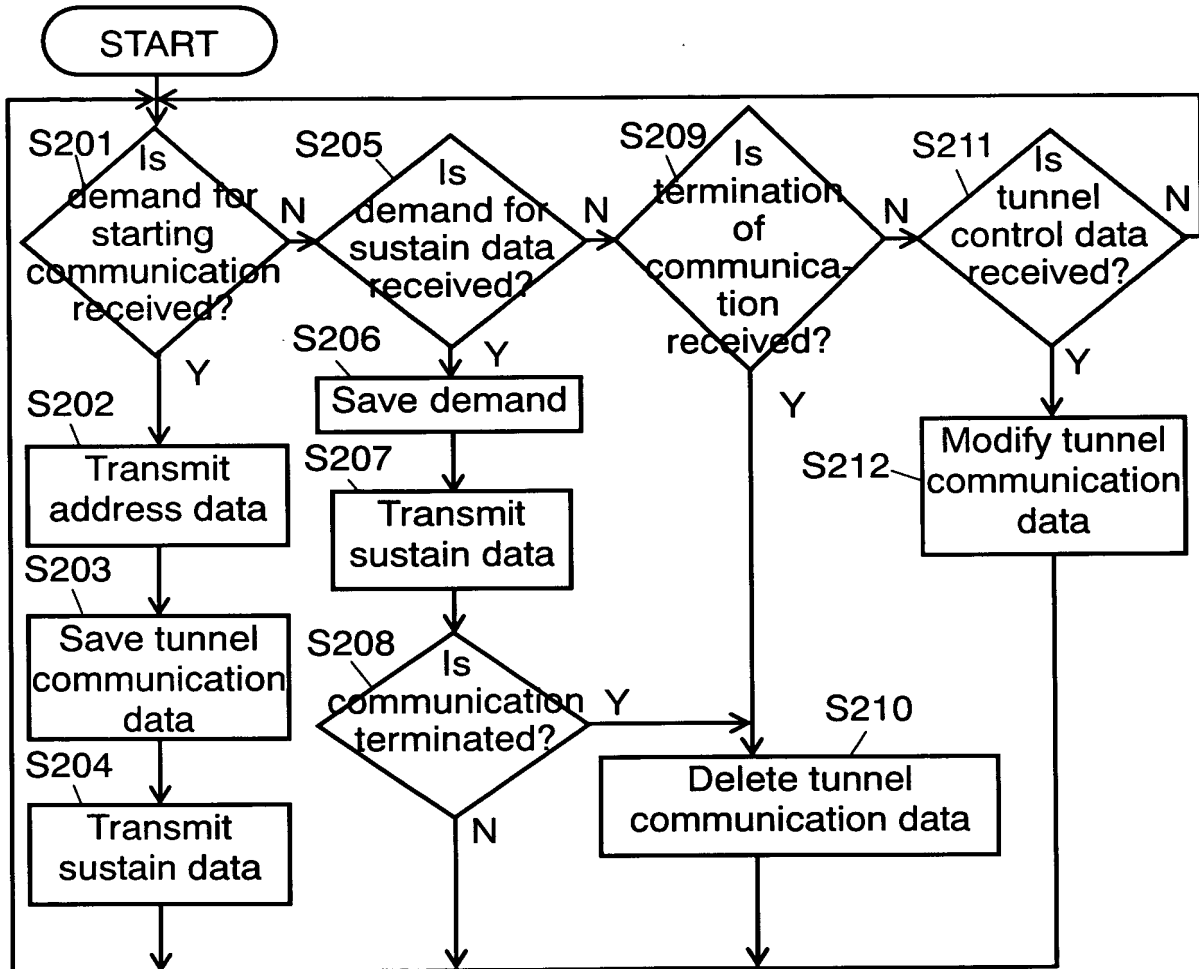 START
S201
Is
demand for
starting
communication
received?
N
Y
S202
Transmit
address data
S203
Save tunnel
communication
data
S204
Transmit
sustain data
S205
Is
demand for
sustain data
received?
N
Y
S206
Save demand
S207
Transmit
sustain data
S208
Is
communication
terminated?
Y
N
S209
Is
termination
of
communica-
tion
received?
N
Y
S210
Delete tunnel
communication data
S211
Is
tunnel
control data
received?
N
Y
S212
Modify tunnel
communication
data